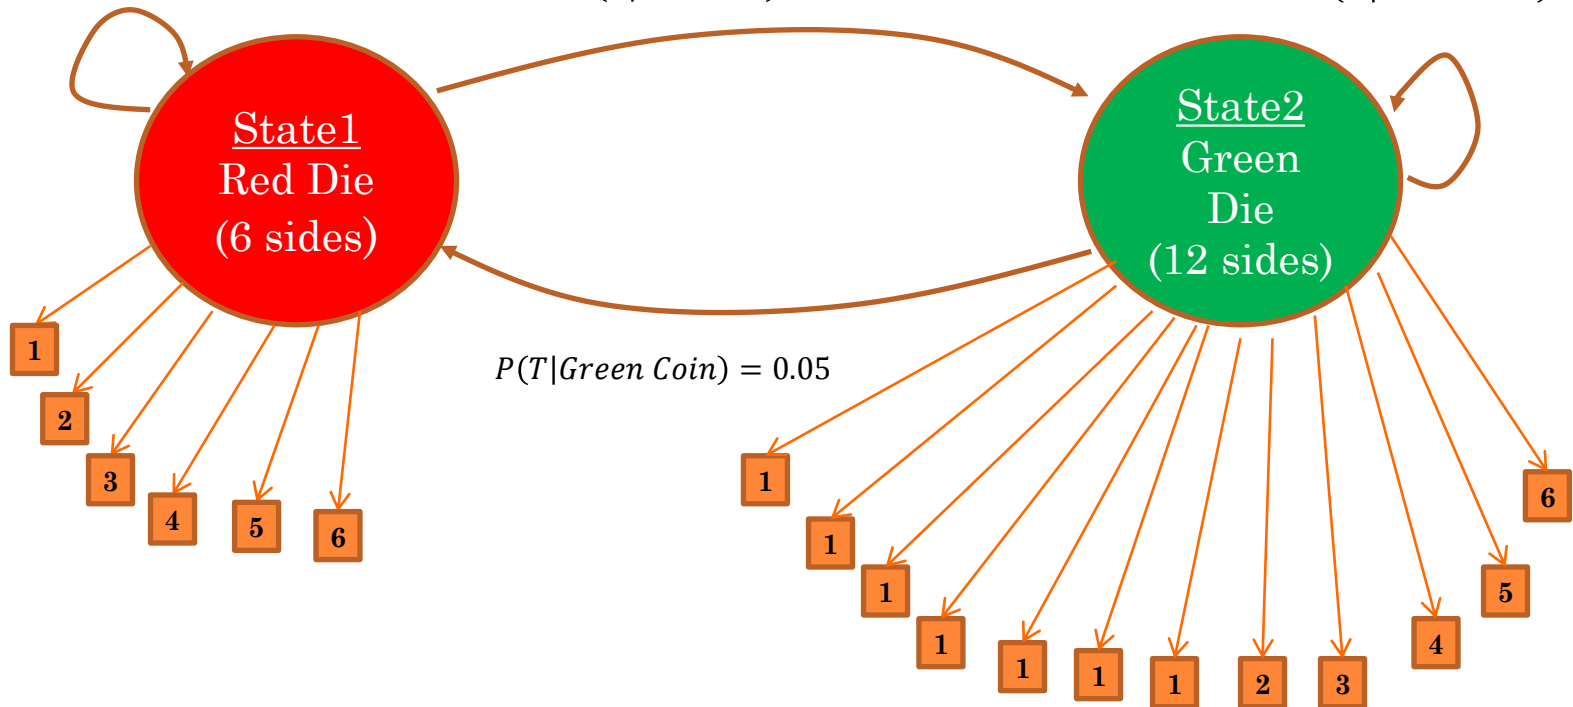 State1
Red Die
(6 sides)
State2
Green
Die
(12 sides)
P(T|Green Coin) = 0.05
1
2
3
4
5
6
1
1
1
1
1
1
1
2
3
4
5
6